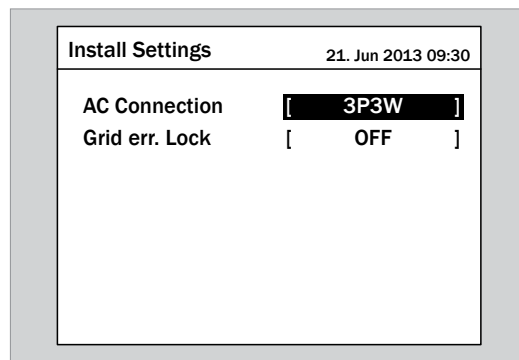 Install Settings 21. Jun 2013 09:30
AC Connection [ 3P3W ]
Grid err. Lock [ OFF ]